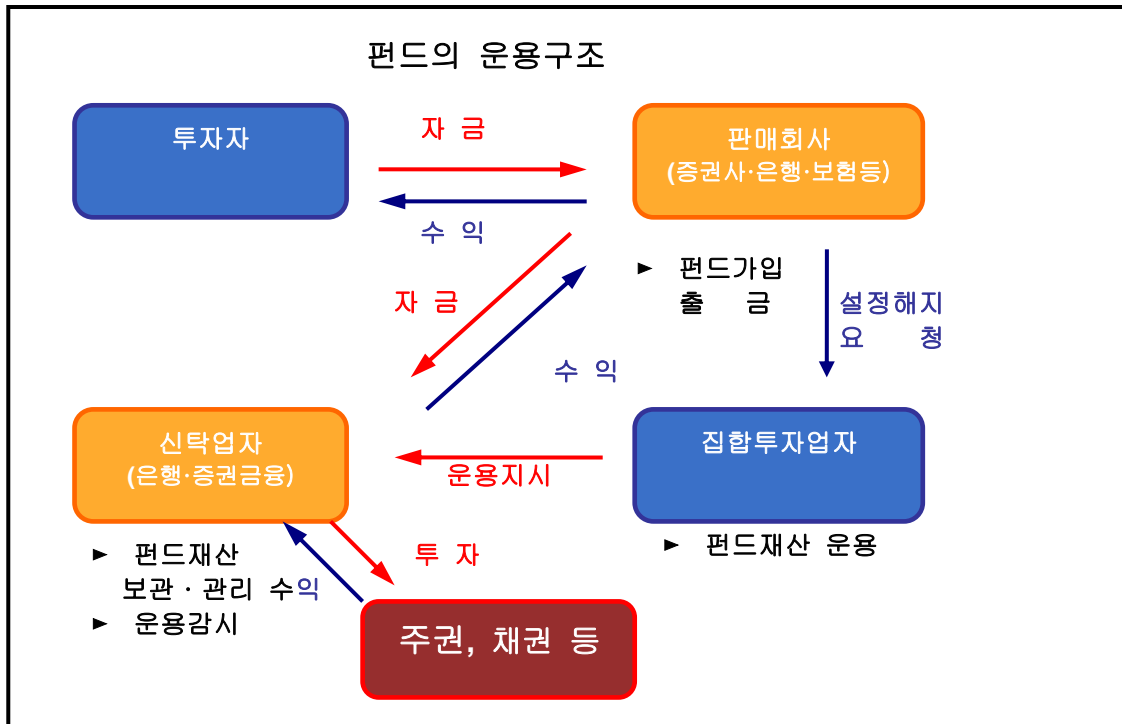 펀드의 운용구조
투자자
자 금
판매회사
(증권사·은행·보험등)
수 익
자 금
► 펀드가입
출 금
설정해지
요 청
수 익
신탁업자
(은행·증권금융)
운용지시
집합투자업자
► 펀드재산
보관 · 관리 수익
► 운용감시
투 자
► 펀드재산 운용
주권, 채권 등